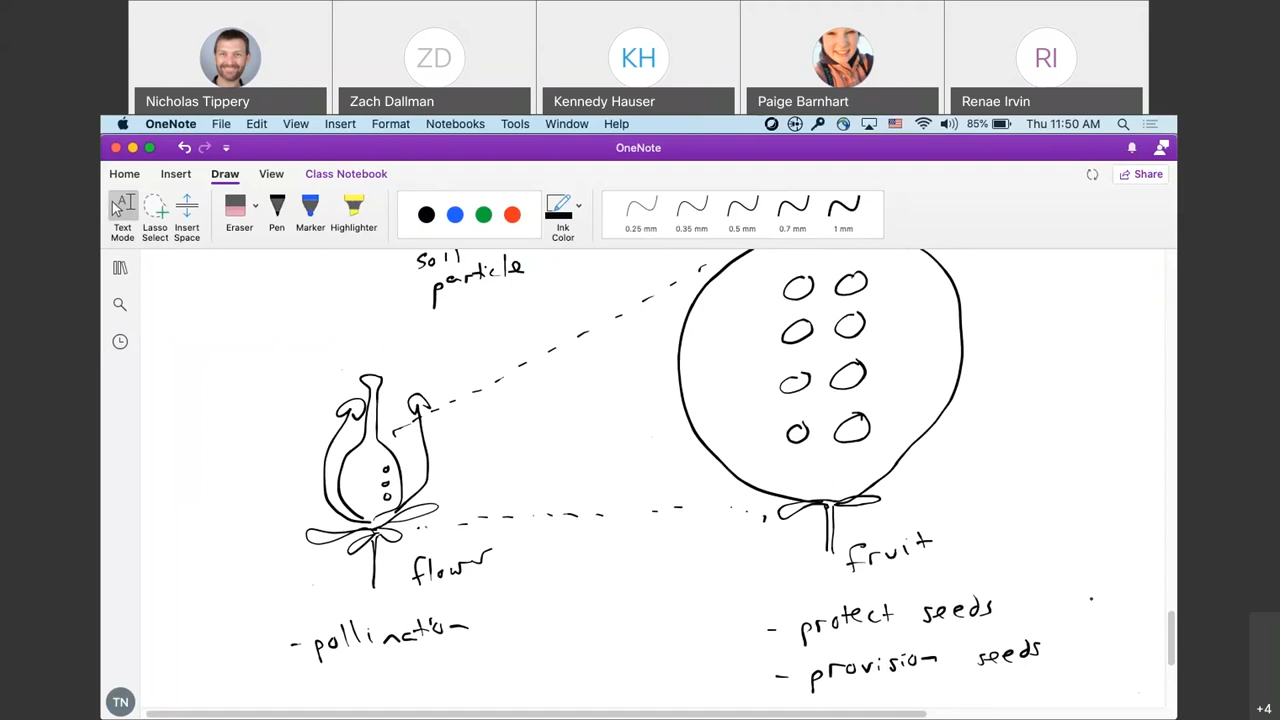 ZD
KH
RI
Nicholas Tippery
Zach Dallman
Kennedy Hauser
Paige Barnhart
Renae Irvin
OneNote File Edit View Insert Format Notebooks Tools Window Help 85% Thu 11:50 AM
OneNote
Home Insert Draw View Class Notebook Share
Text Mode
Lasso Select
Insert Space
Eraser
Pen
Marker
Highlighter
Ink Color
0.25 mm
0.35 mm
0.5 mm
0.7 mm
1 mm
soil
particle
flower
- pollination
fruit
- protect seeds
- provision seeds
TN
+4